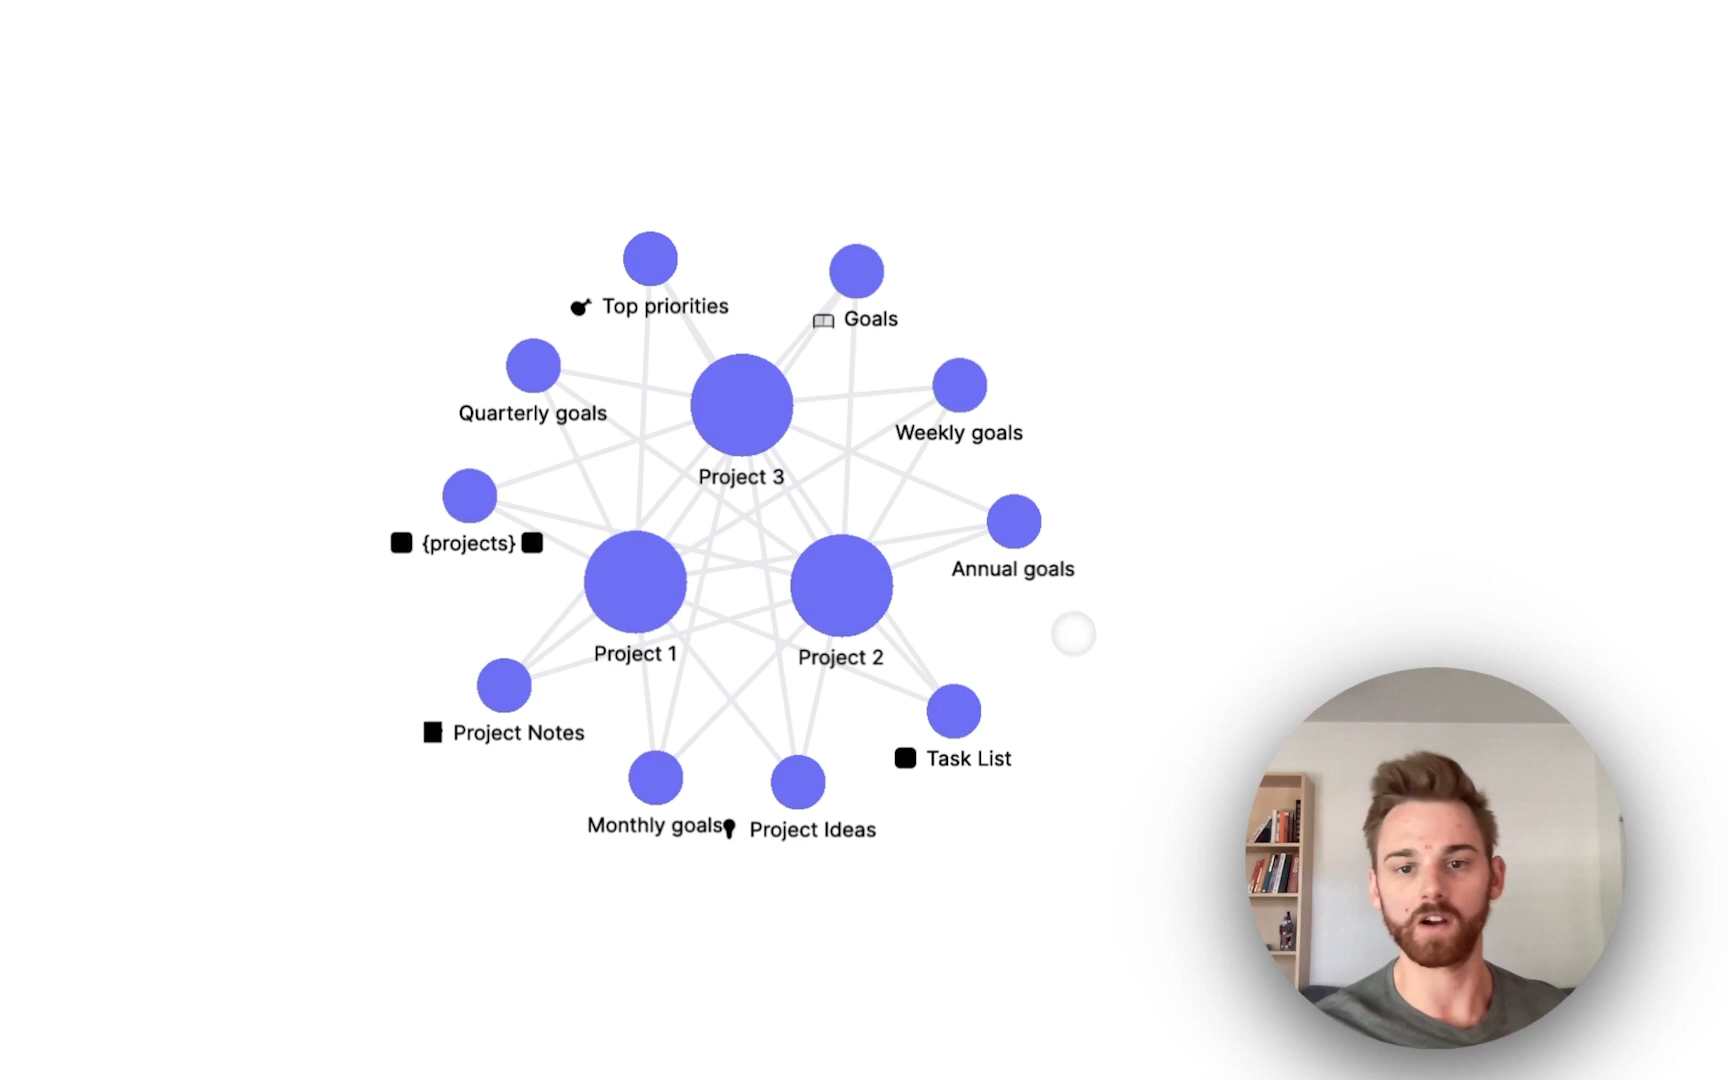 Top priorities
Goals
Quarterly goals
Weekly goals
Project 3
{projects}
Annual goals
Project 1
Project 2
Project Notes
Task List
Monthly goals
Project Ideas